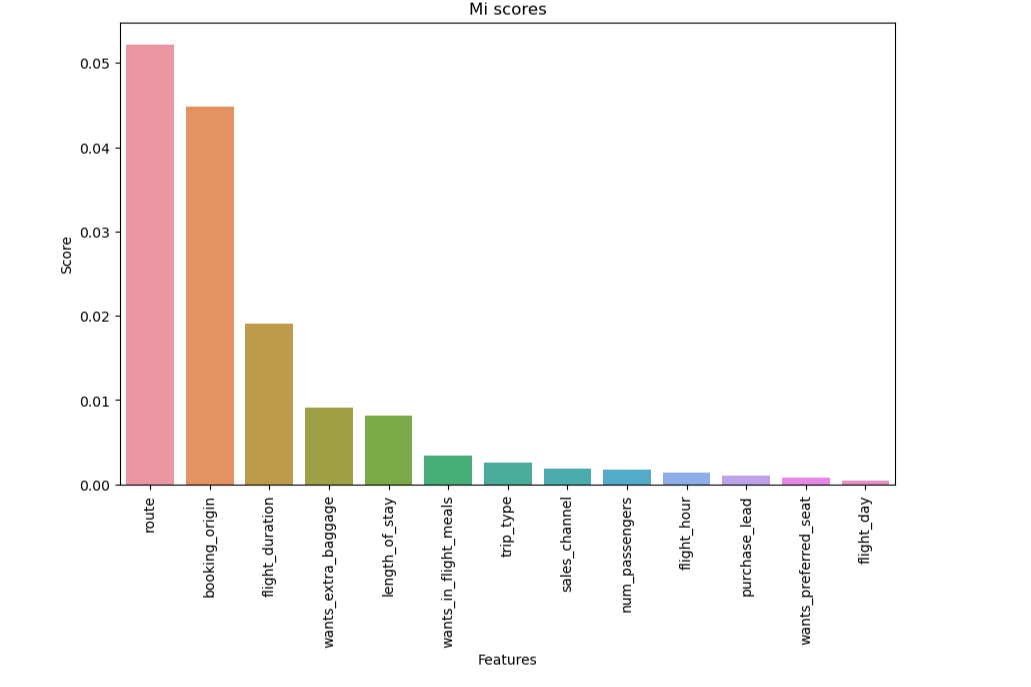 Mi scores
Score
0.05
0.04
0.03
0.02
0.01
0.00
route
booking_origin
flight_duration
wants_extra_baggage
length_of_stay
wants_in_flight_meals
trip_type
sales_channel
num_passengers
flight_hour
purchase_lead
wants_preferred_seat
flight_day
Features